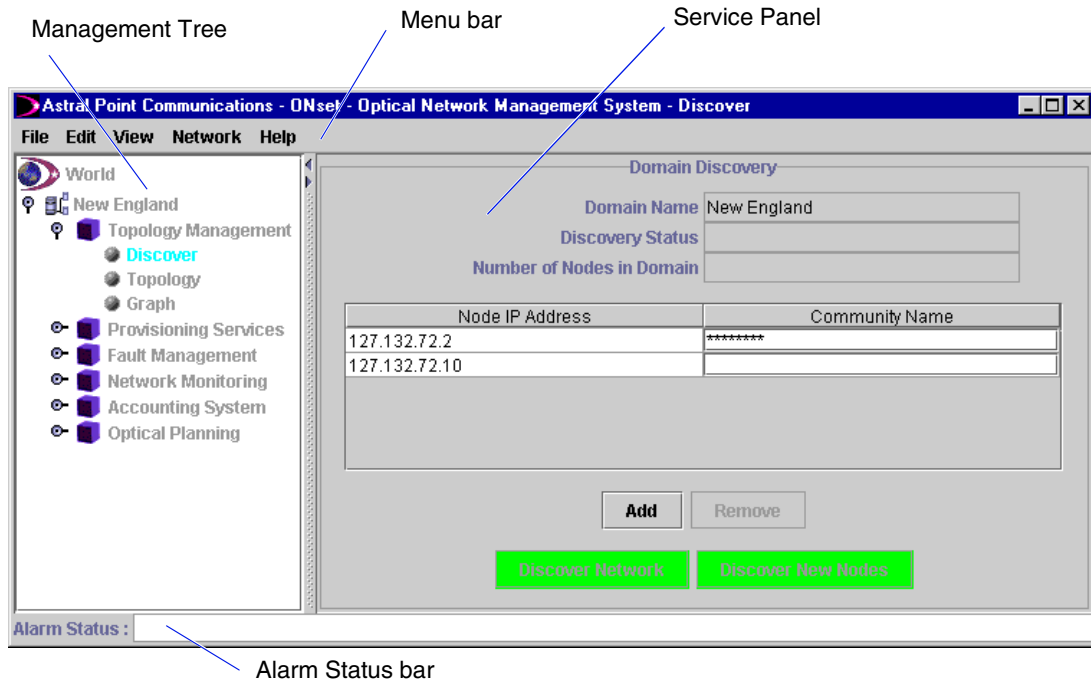 Management Tree
Menu bar
Service Panel
Astral Point Communications - ONset - Optical Network Management System - Discover
File Edit View Network Help
World
New England
Topology Management
Discover
Topology
Graph
Provisioning Services
Fault Management
Network Monitoring
Accounting System
Optical Planning
Domain Discovery
Domain Name New England
Discovery Status
Number of Nodes in Domain
Node IP Address Community Name
127.132.72.2 ********
127.132.72.10
Add Remove
Discover Network Discover New Nodes
Alarm Status :
Alarm Status bar